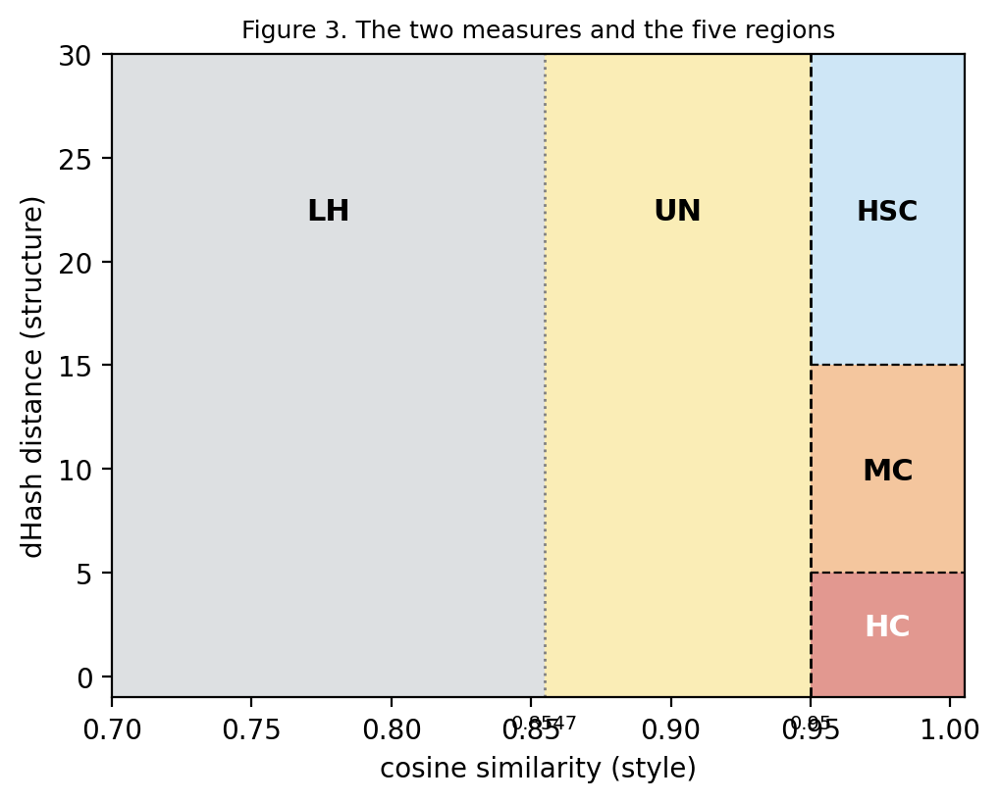 Figure 3. The two measures and the five regions
30
25
20
15
10
5
0
dHash distance (structure)
LH
UN
HSC
MC
HC
0.70
0.75
0.80
0.85
0.8547
0.90
0.95
0.95
1.00
cosine similarity (style)